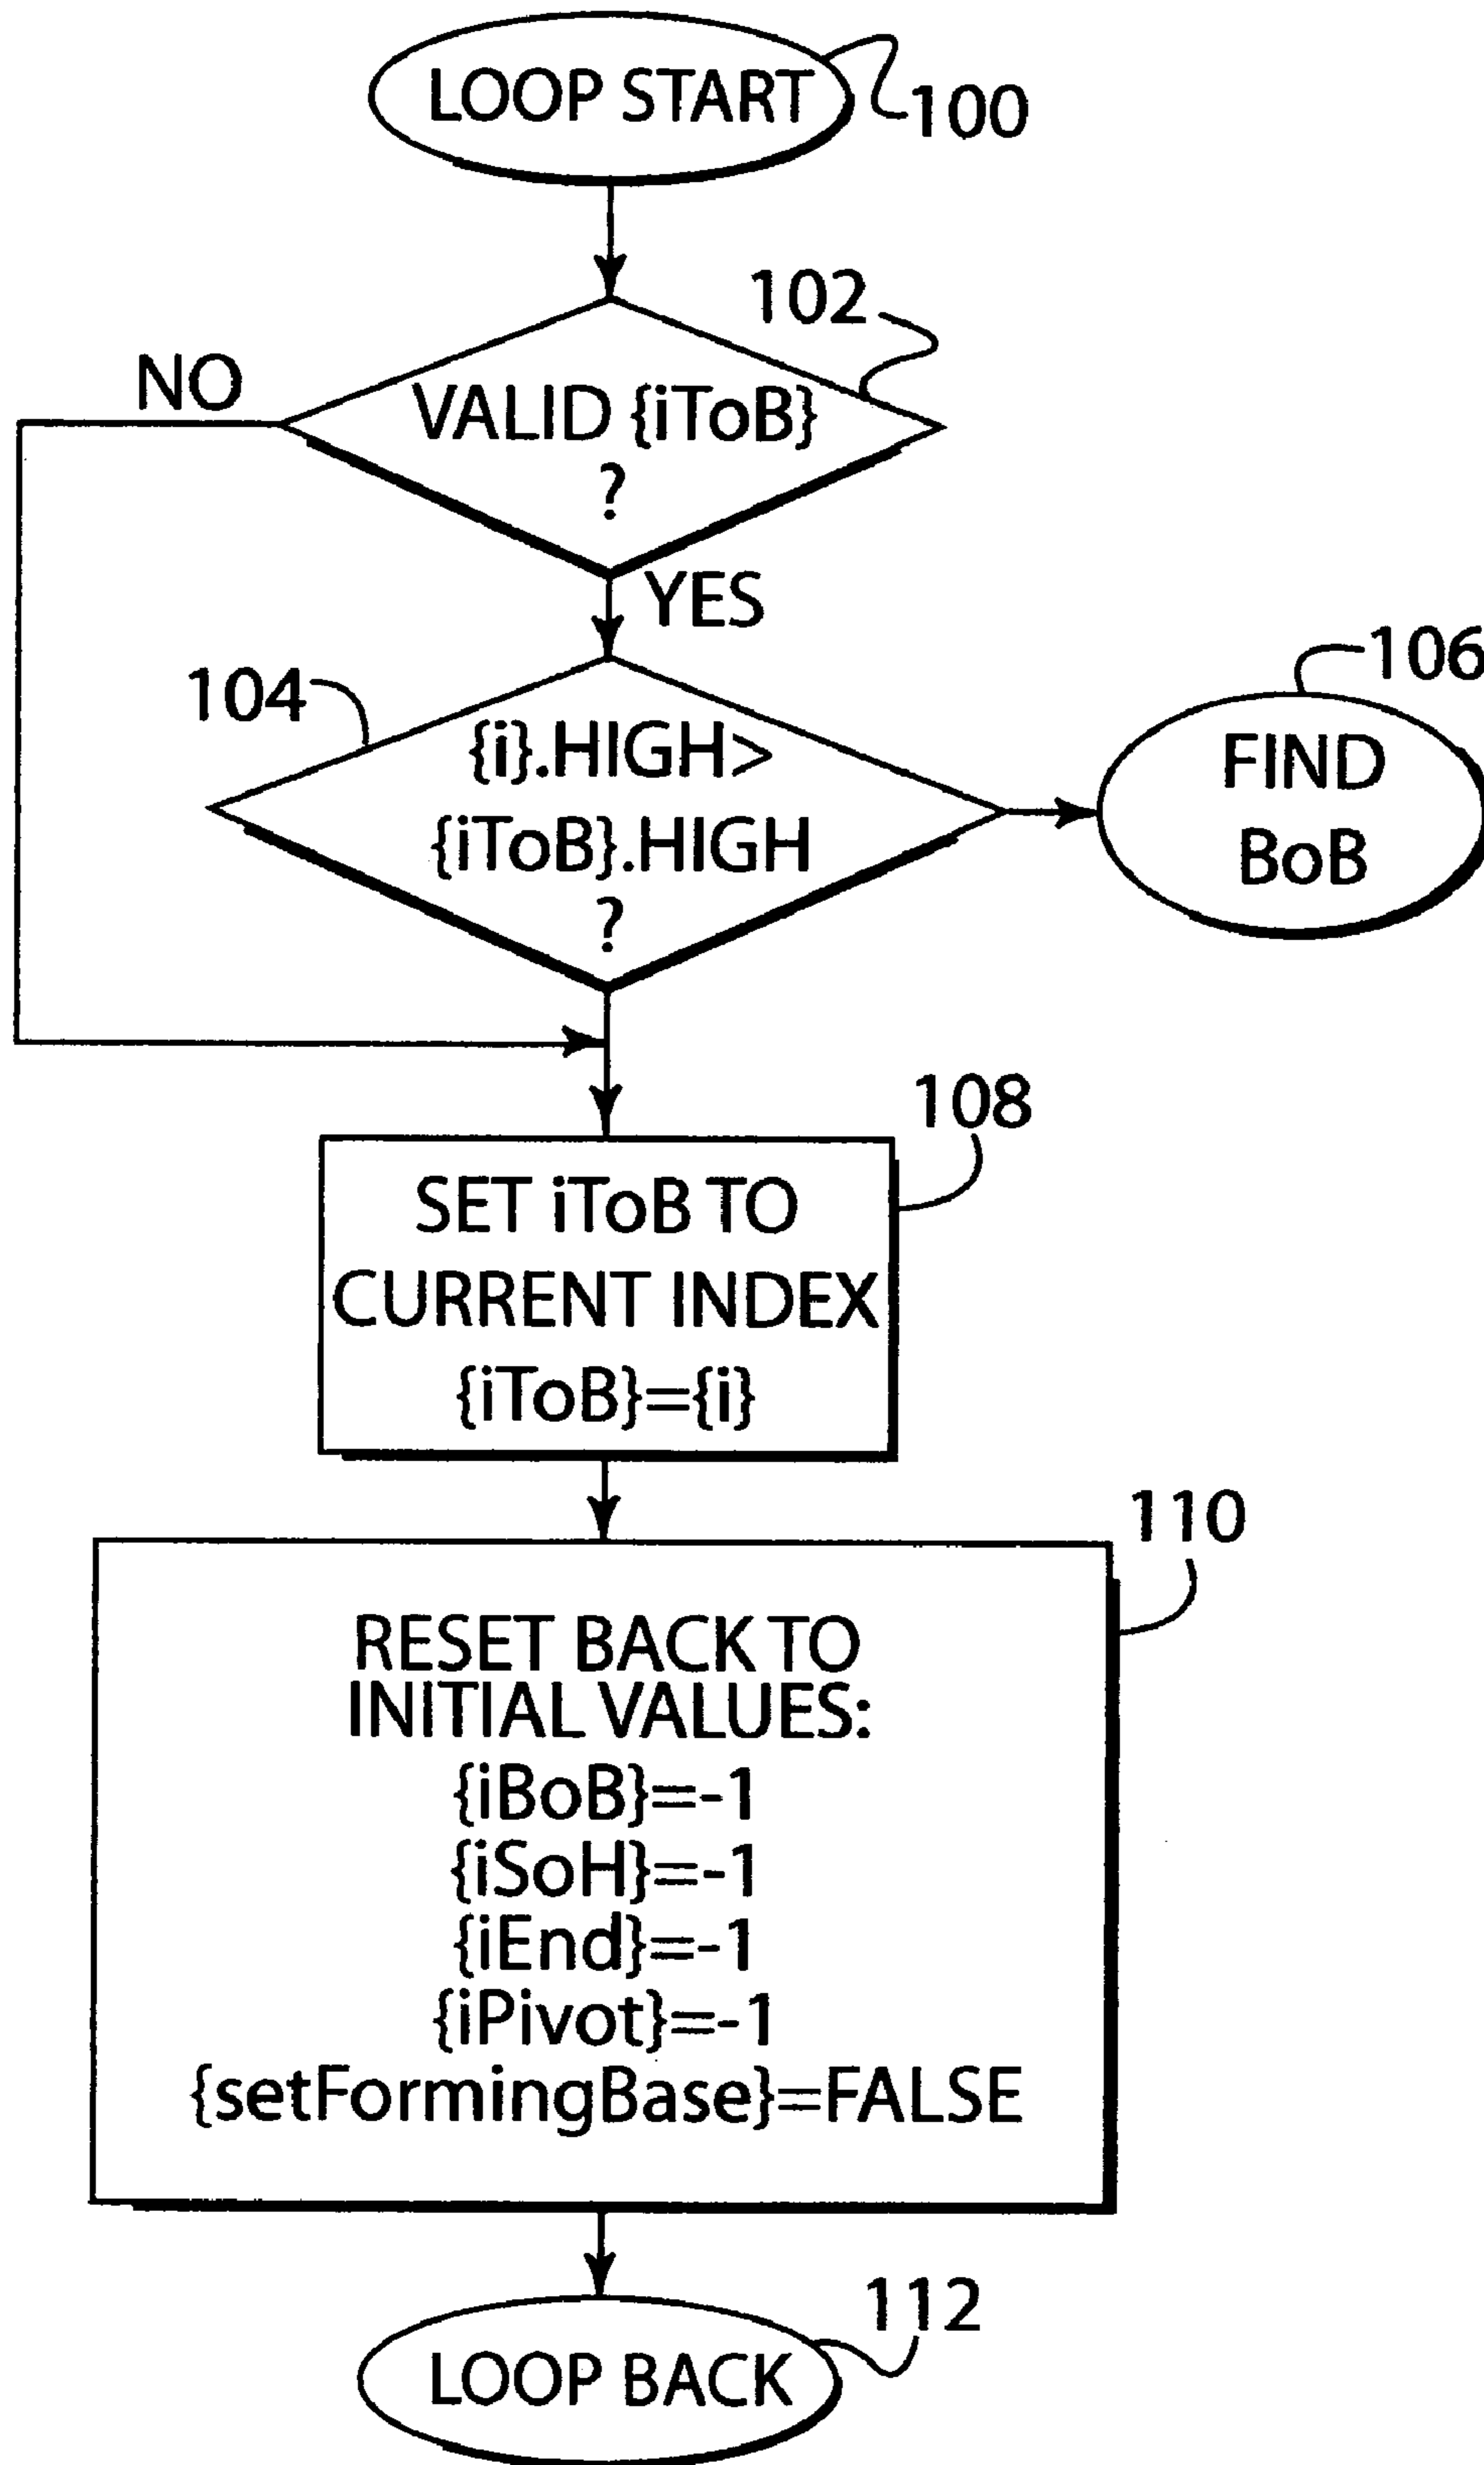 LOOP START
100
102
NO
VALID {iToB}
?
YES
104
106
{i}.HIGH>
{iToB}.HIGH
?
FIND
BoB
108
SET iToB TO
CURRENT INDEX
{iToB}={i}
110
RESET BACK TO
INITIAL VALUES:
{iBoB}=-1
{iSoH}=-1
{iEnd}=-1
{iPivot}=-1
{setFormingBase}=FALSE
112
LOOP BACK